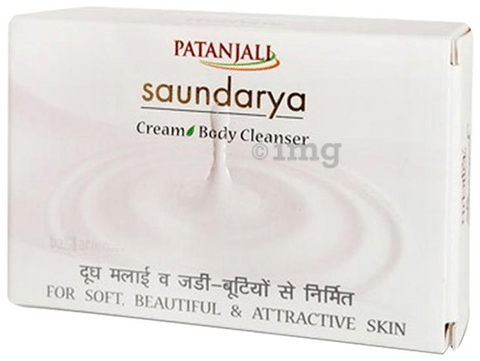 PATANJALI
saundarya
Cream Body Cleanser
©1mg
दूध मलाई व जडी-बूटियों से निर्मित
FOR SOFT, BEAUTIFUL & ATTRACTIVE SKIN